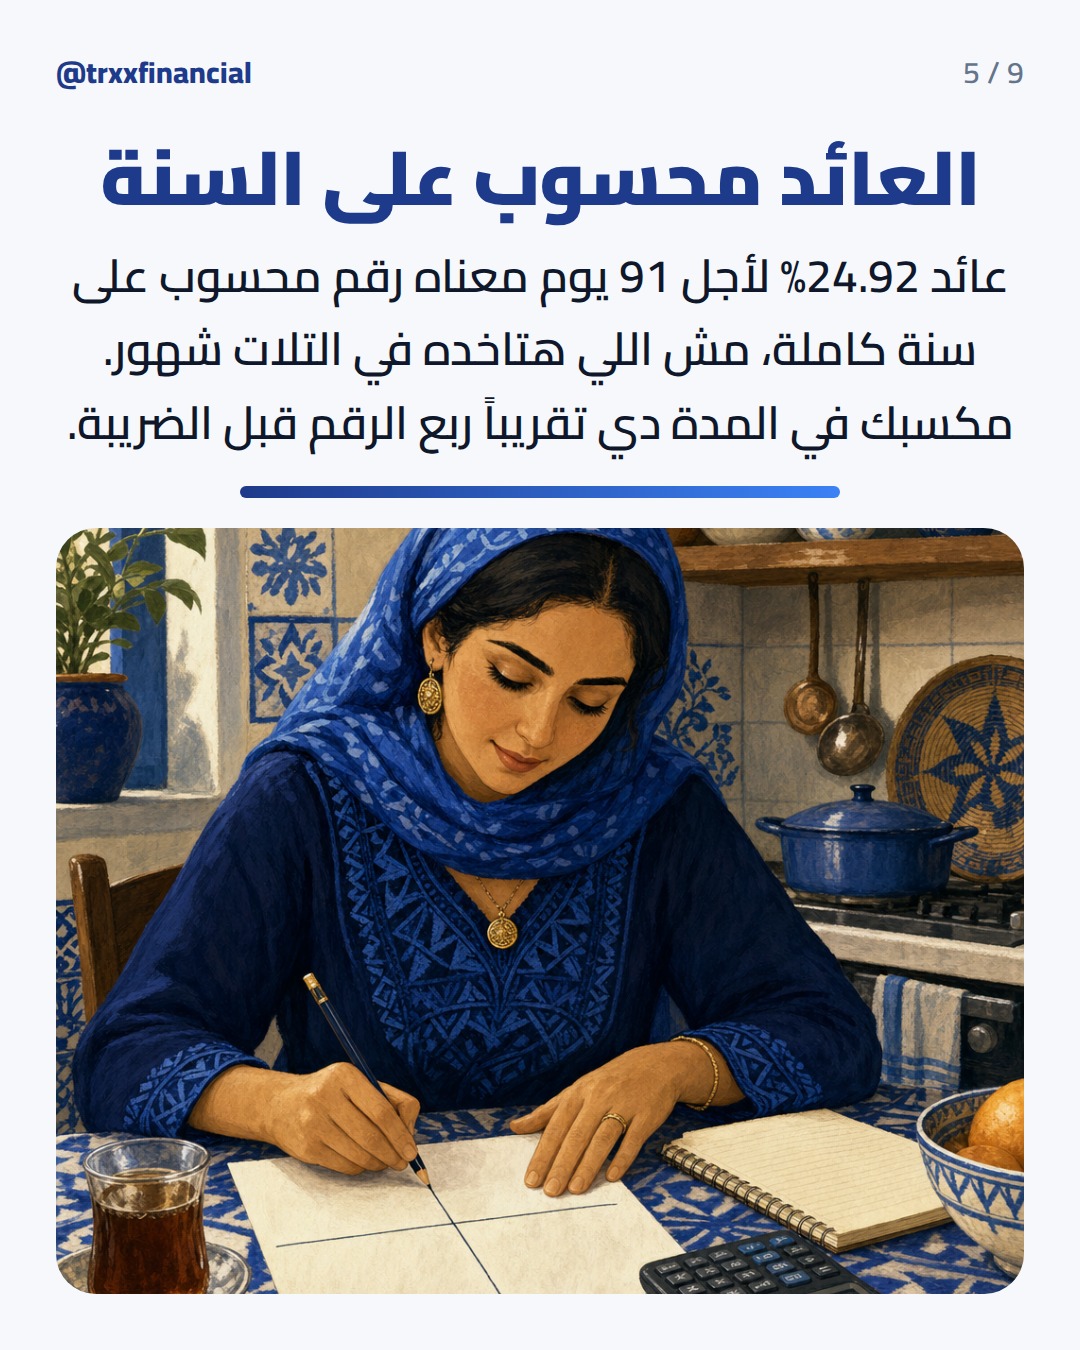 @trxxfinancial
5 / 9
العائد محسوب على السنة
عائد 24.92% لأجل 91 يوم معناه رقم محسوب على
سنة كاملة، مش اللي هتاخده في التلات شهور.
مكسبك في المدة دي تقريباً ربع الرقم قبل الضريبة.